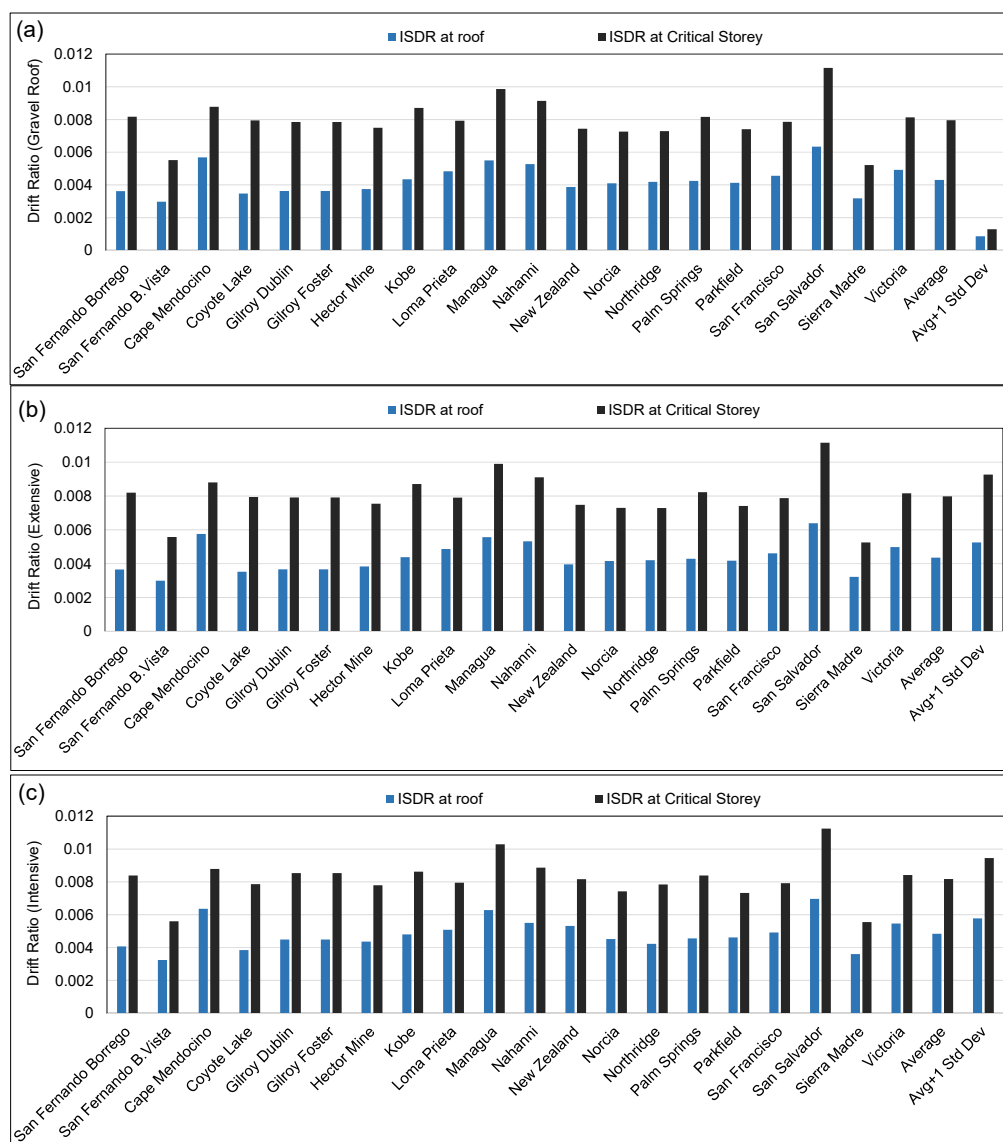 (a)
ISDR at roof
ISDR at Critical Storey
Drift Ratio (Gravel Roof)
0.012
0.01
0.008
0.006
0.004
0.002
0
San Fernando Borrego
San Fernando B.Vista
Cape Mendocino
Coyote Lake
Gilroy Dublin
Gilroy Foster
Hector Mine
Kobe
Loma Prieta
Managua
Nahanni
New Zealand
Norcia
Northridge
Palm Springs
Parkfield
San Francisco
San Salvador
Sierra Madre
Victoria
Average
Avg+1 Std Dev
(b)
ISDR at roof
ISDR at Critical Storey
Drift Ratio (Extensive)
0.012
0.01
0.008
0.006
0.004
0.002
0
San Fernando Borrego
San Fernando B.Vista
Cape Mendocino
Coyote Lake
Gilroy Dublin
Gilroy Foster
Hector Mine
Kobe
Loma Prieta
Managua
Nahanni
New Zealand
Norcia
Northridge
Palm Springs
Parkfield
San Francisco
San Salvador
Sierra Madre
Victoria
Average
Avg+1 Std Dev
(c)
ISDR at roof
ISDR at Critical Storey
Drift Ratio (Intensive)
0.012
0.01
0.008
0.006
0.004
0.002
0
San Fernando Borrego
San Fernando B.Vista
Cape Mendocino
Coyote Lake
Gilroy Dublin
Gilroy Foster
Hector Mine
Kobe
Loma Prieta
Managua
Nahanni
New Zealand
Norcia
Northridge
Palm Springs
Parkfield
San Francisco
San Salvador
Sierra Madre
Victoria
Average
Avg+1 Std Dev